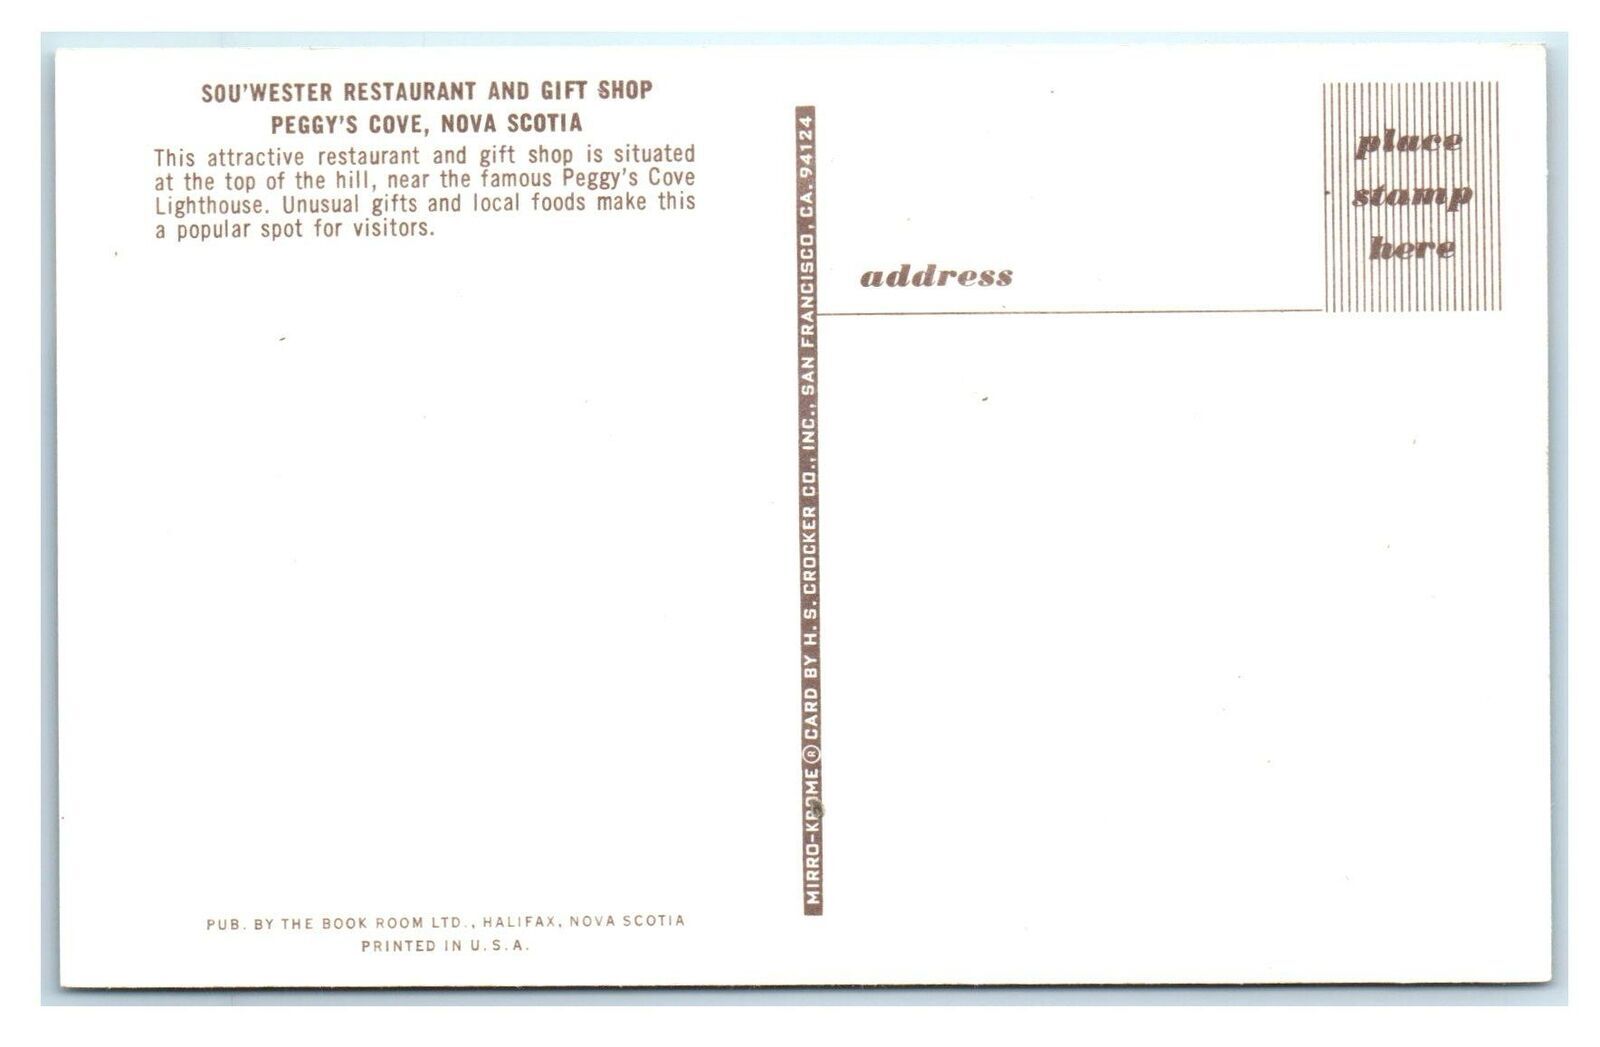 SOU'WESTER RESTAURANT AND GIFT SHOP
PEGGY'S COVE, NOVA SCOTIA
This attractive restaurant and gift shop is situated
at the top of the hill, near the famous Peggy's Cove
Lighthouse. Unusual gifts and local foods make this
a popular spot for visitors.
PUB. BY THE BOOK ROOM LTD., HALIFAX, NOVA SCOTIA
PRINTED IN U.S.A.
MIRRO-KROME® CARD BY H. S. CROCKER CO., INC., SAN FRANCISCO, CA. 94124
address
place
stamp
here